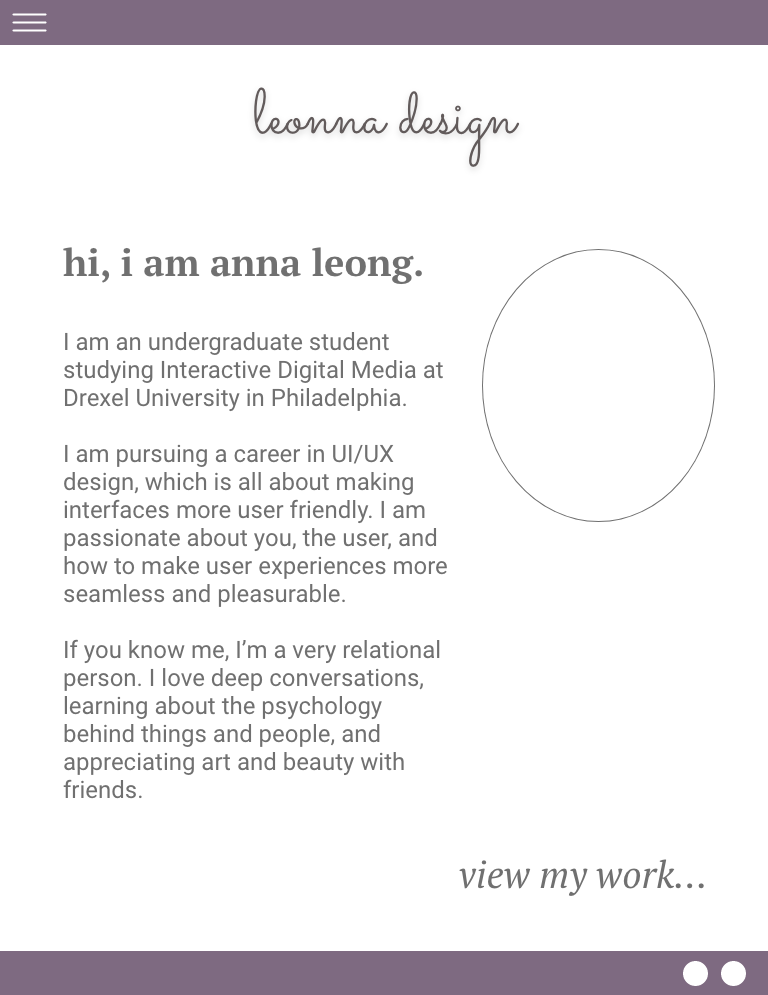 leonna design
hi, i am anna leong.
I am an undergraduate student
studying Interactive Digital Media at
Drexel University in Philadelphia.
I am pursuing a career in UI/UX
design, which is all about making
interfaces more user friendly. I am
passionate about you, the user, and
how to make user experiences more
seamless and pleasurable.
If you know me, I’m a very relational
person. I love deep conversations,
learning about the psychology
behind things and people, and
appreciating art and beauty with
friends.
view my work...